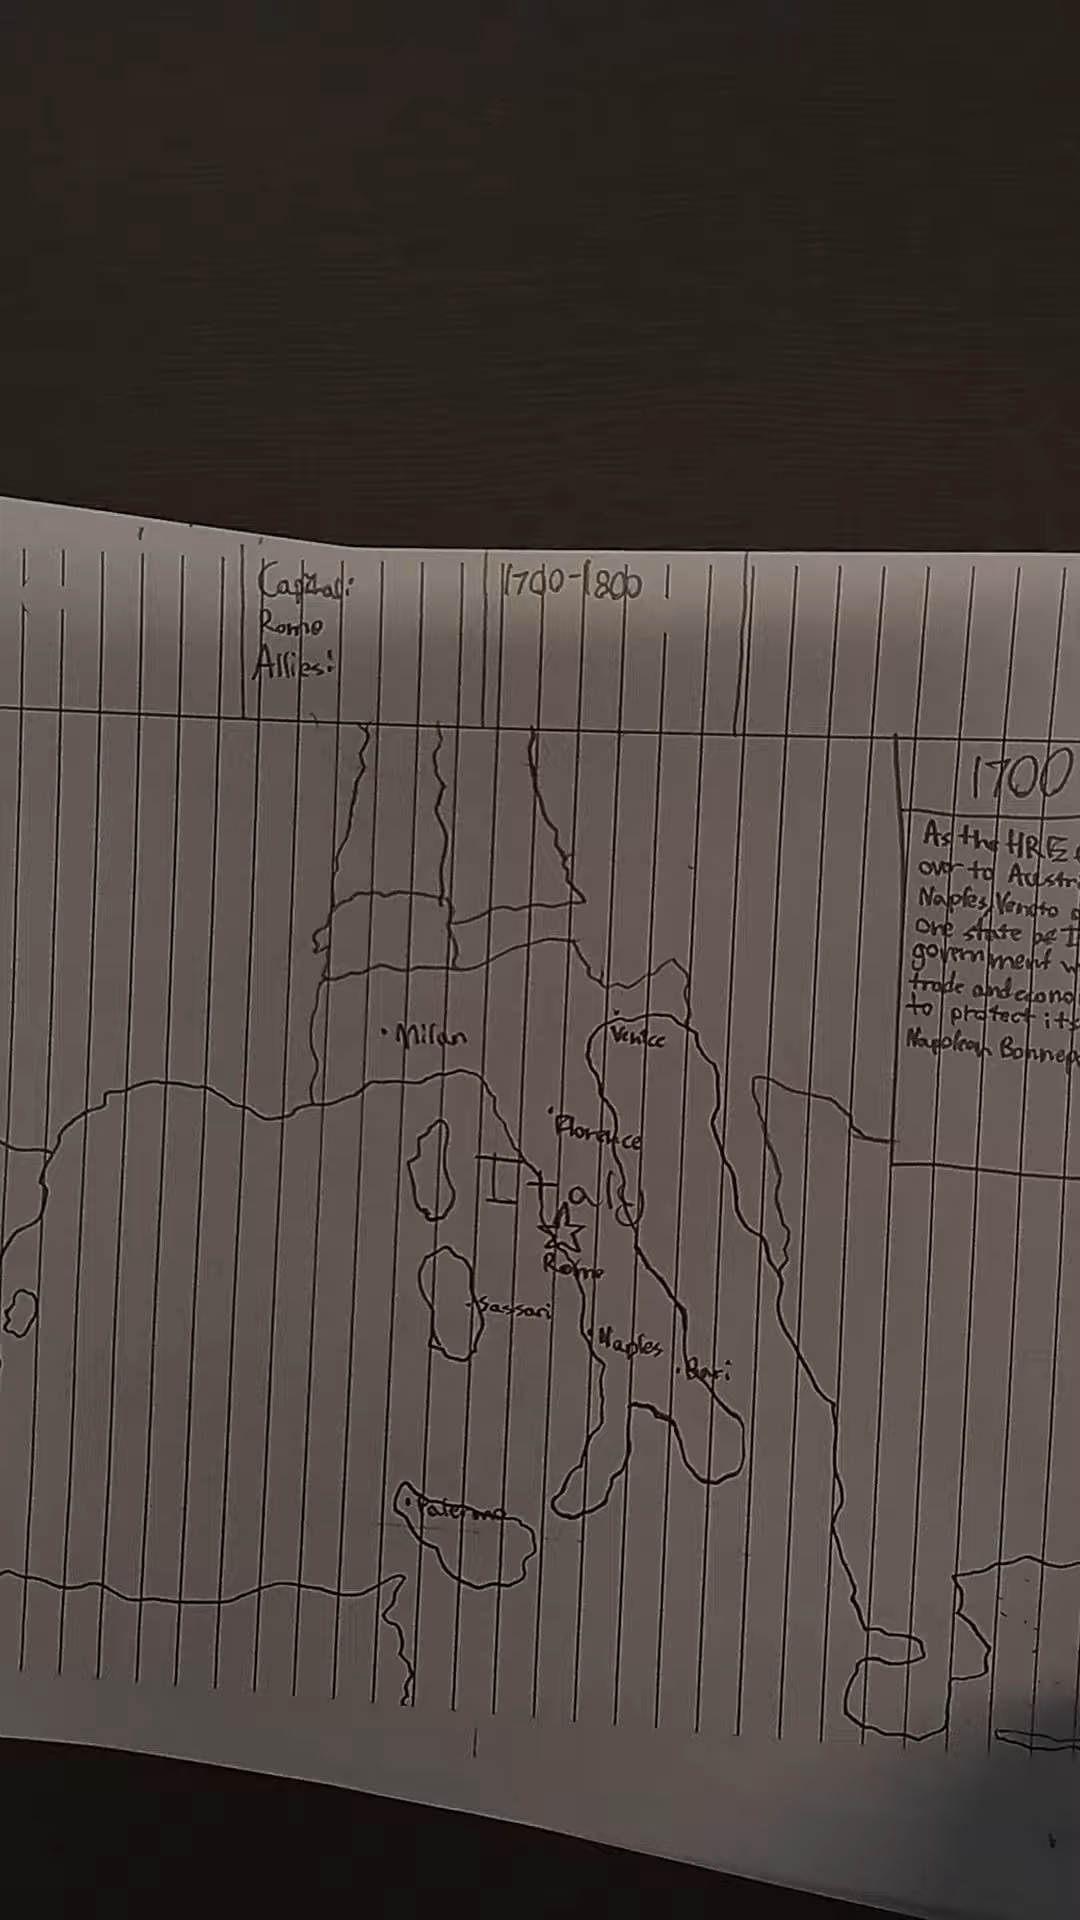 Capital:
Rome
Allies:
1700-1800
1700
As the HRE
over to Austri
Naples/Veneto
one state be I
government w
trade and econo
to protect its
Napolean Bonnep
Milan
Venice
Florence
Italy
Rome
Sassari
Naples
Bari
Palermo